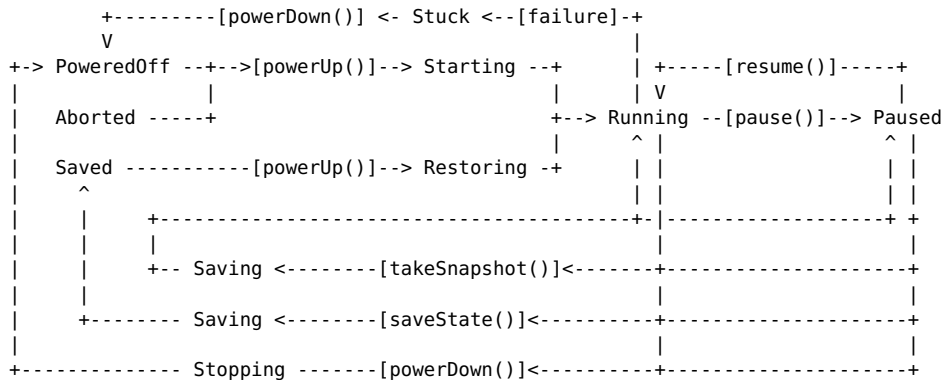 +---------[powerDown()] <- Stuck <--[failure]-+
V |
+-> PoweredOff --+-->[powerUp()]--> Starting --+ | +-----[resume()]-----+
| | | | V |
| Aborted -----+ +--> Running --[pause()]--> Paused
| | ^ | ^ |
| Saved -----------[powerUp()]--> Restoring -+ | | | |
| ^ | | | |
| | +-----------------------------------------+-|-------------------+ +
| | | | |
| | +-- Saving <--------[takeSnapshot()]<-------+---------------------+
| | | |
| +-------- Saving <--------[saveState()]<----------+---------------------+
| | |
+-------------- Stopping -------[powerDown()]<----------+---------------------+